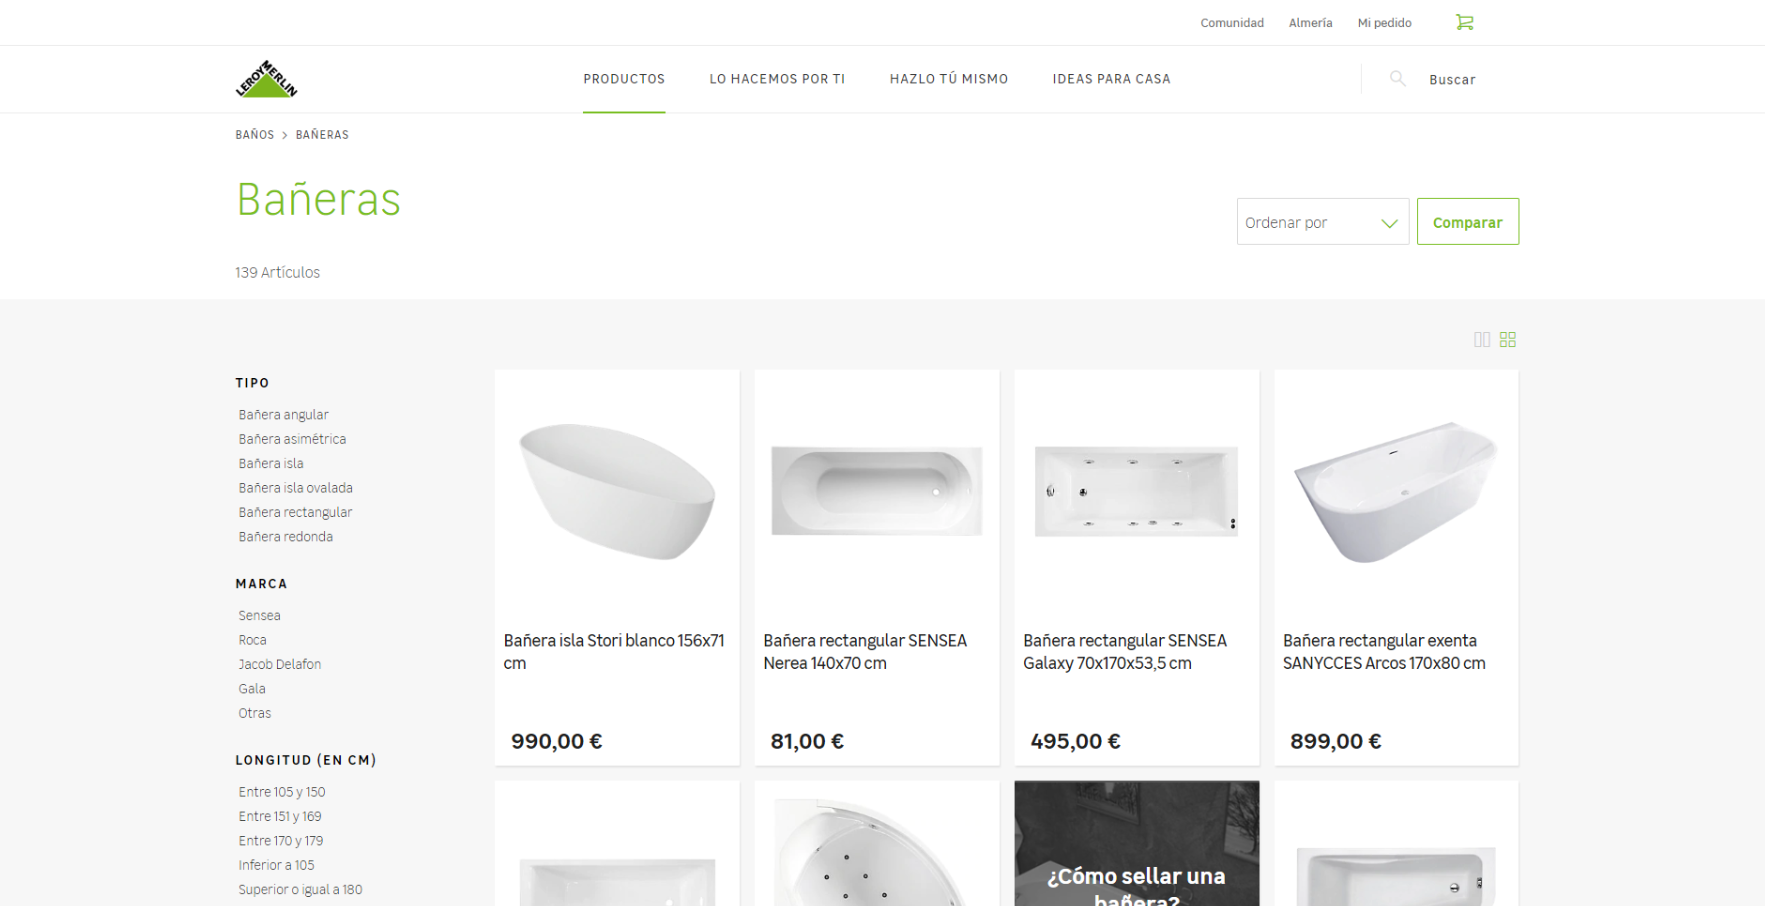 Comunidad
Almería
Mi pedido
LEROY MERLIN
PRODUCTOS
LO HACEMOS POR TI
HAZLO TÚ MISMO
IDEAS PARA CASA
Buscar
BAÑOS > BAÑERAS
Bañeras
Ordenar por
Comparar
139 Artículos
TIPO
Bañera angular
Bañera asimétrica
Bañera isla
Bañera isla ovalada
Bañera rectangular
Bañera redonda
MARCA
Sensea
Roca
Jacob Delafon
Gala
Otras
LONGITUD (EN CM)
Entre 105 y 150
Entre 151 y 169
Entre 170 y 179
Inferior a 105
Superior o igual a 180
Bañera isla Stori blanco 156x71
cm
990,00 €
Bañera rectangular SENSEA
Nerea 140x70 cm
81,00 €
Bañera rectangular SENSEA
Galaxy 70x170x53,5 cm
495,00 €
Bañera rectangular exenta
SANYCCES Arcos 170x80 cm
899,00 €
¿Cómo sellar una
bañera?